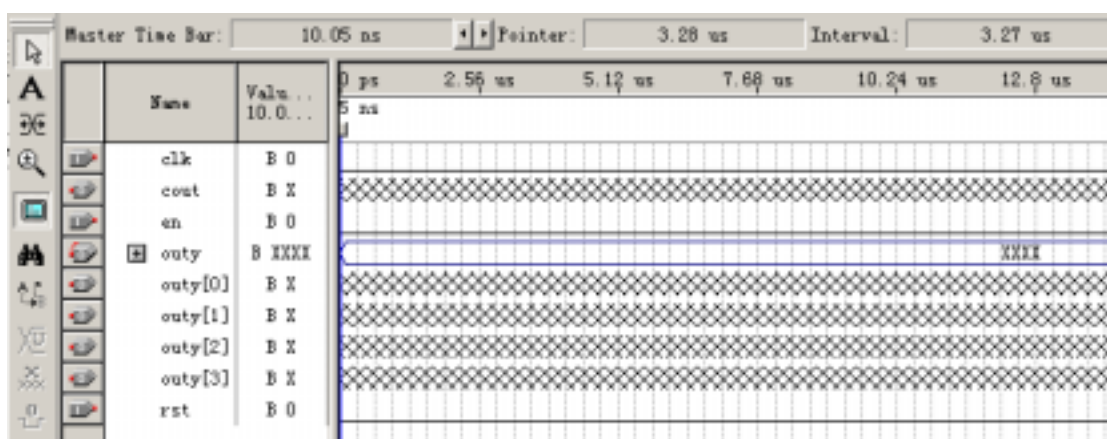 Master Time Bar: 10.05 ns Pointer: 3.28 us Interval: 3.27 us
Name Valu... 10.0...
0 ps 2.56 us 5.12 us 7.68 us 10.24 us 12.8 us
5 ns
clk B 0
cout B X
en B 0
outy B XXXX XXXX
outy[0] B X
outy[1] B X
outy[2] B X
outy[3] B X
rst B 0